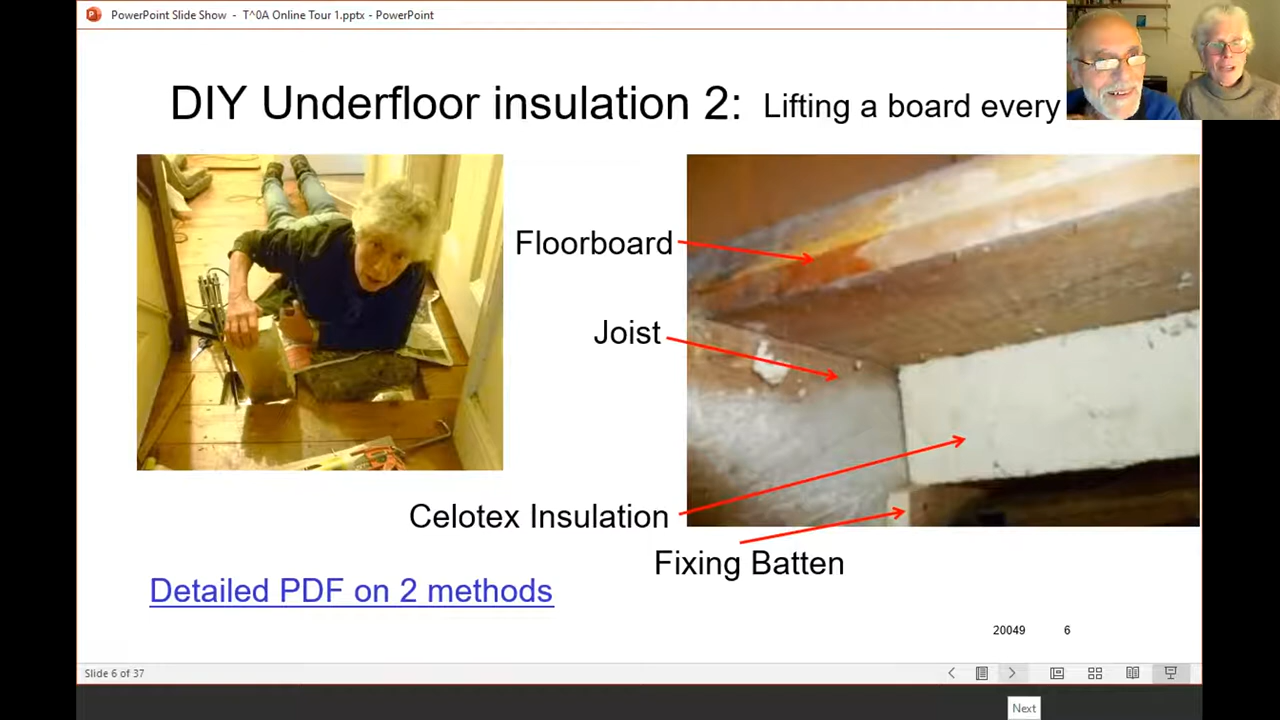 PowerPoint Slide Show - T^0A Online Tour 1.pptx - PowerPoint
DIY Underfloor insulation 2: Lifting a board every
Floorboard
Joist
Celotex Insulation
Fixing Batten
Detailed PDF on 2 methods
20049 6
Slide 6 of 37
Next